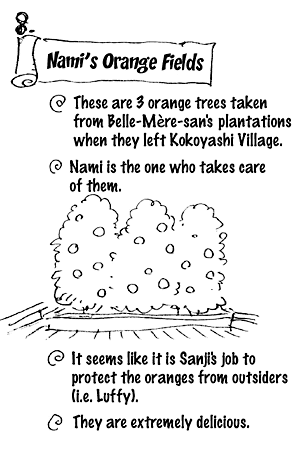 8.
Nami's Orange Fields
These are 3 orange trees taken
from Belle-Mère-san's plantations
when they left Kokoyashi Village.
Nami is the one who takes care
of them.
It seems like it is Sanji's job to
protect the oranges from outsiders
(i.e. Luffy).
They are extremely delicious.